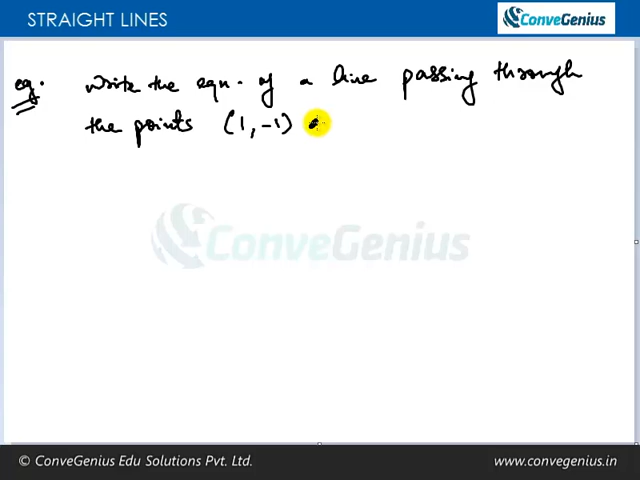 STRAIGHT LINES
ConveGenius
eg. Write the eqn. of a line passing through
the points (1, -1)
ConveGenius
© ConveGenius Edu Solutions Pvt. Ltd. www.convegenius.in